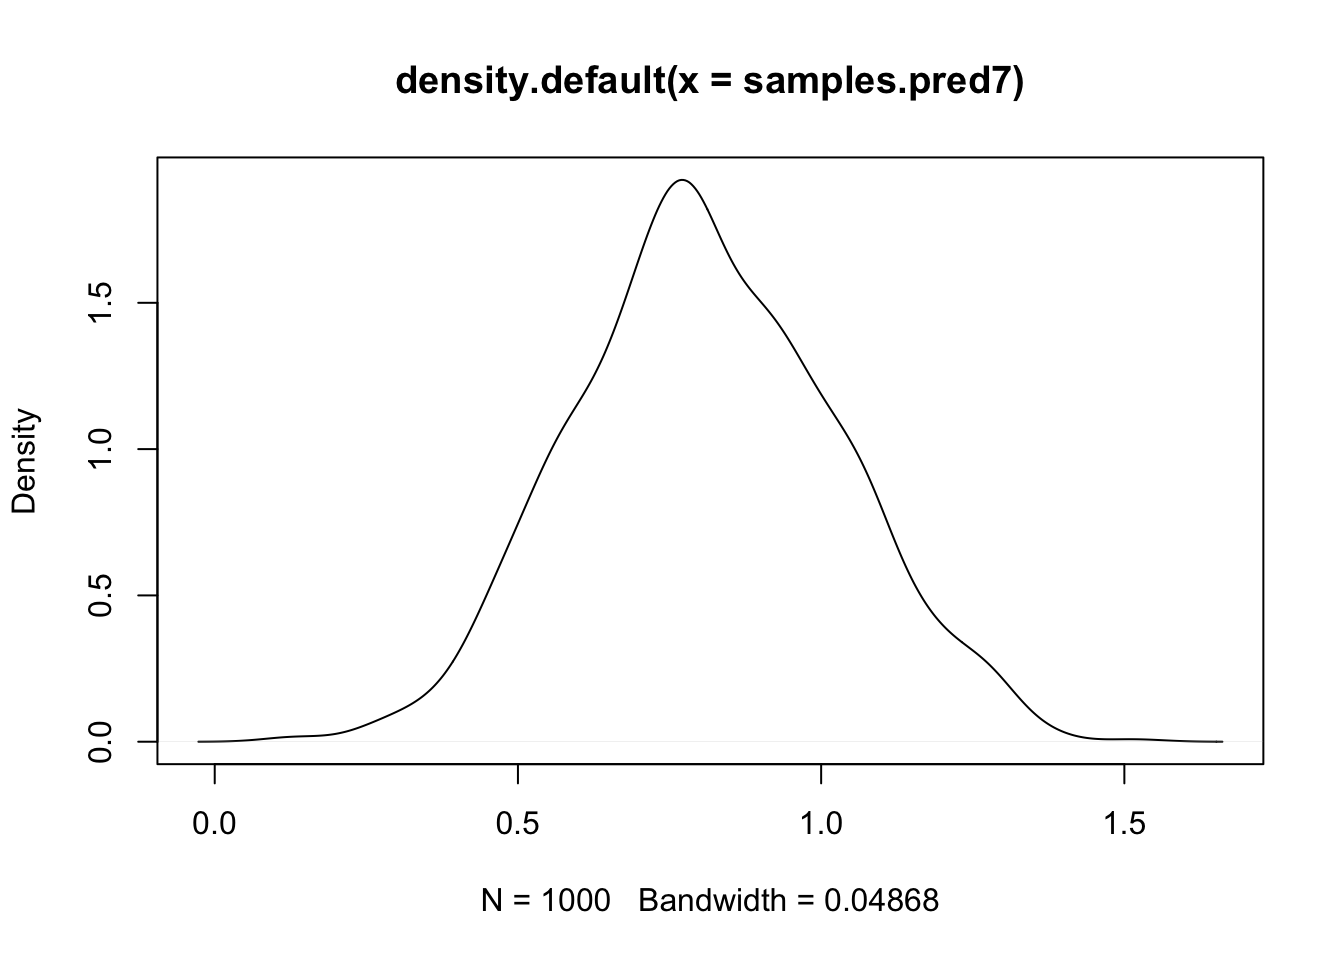 density.default(x = samples.pred7)
Density
1.5
1.0
0.5
0.0
0.0 0.5 1.0 1.5
N = 1000 Bandwidth = 0.04868